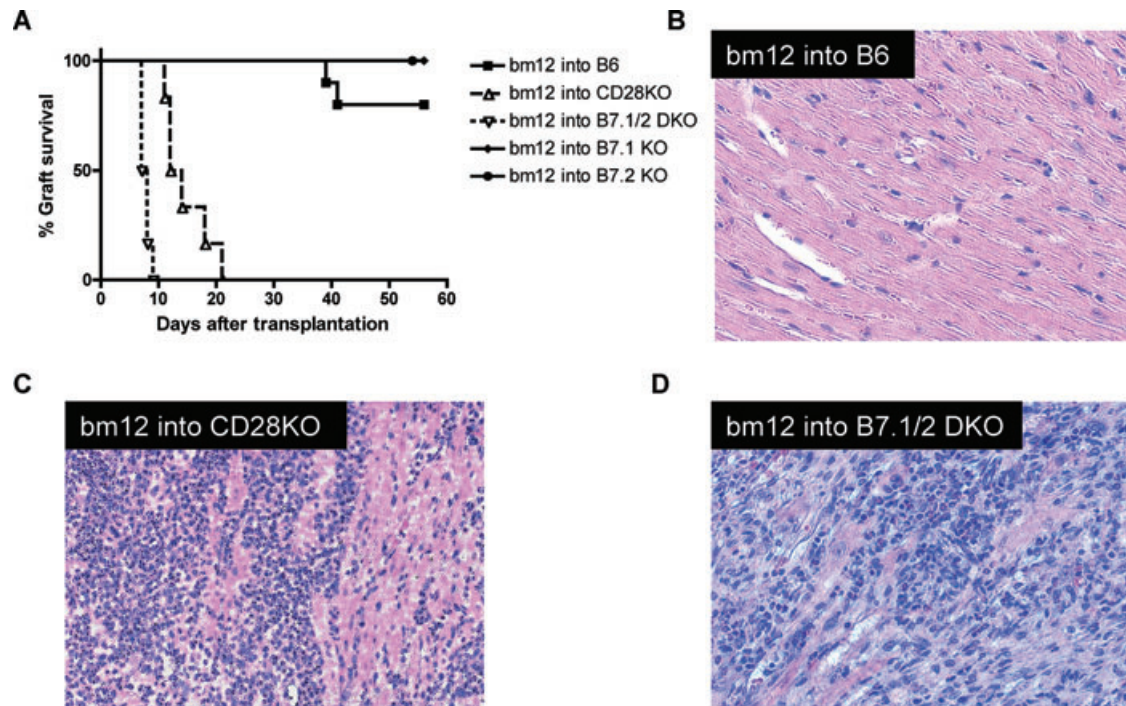 A
100
50
0
% Graft survival
0 10 20 30 40 50 60
Days after transplantation
bm12 into B6
bm12 into CD28KO
bm12 into B7.1/2 DKO
bm12 into B7.1 KO
bm12 into B7.2 KO
B
bm12 into B6
C
bm12 into CD28KO
D
bm12 into B7.1/2 DKO